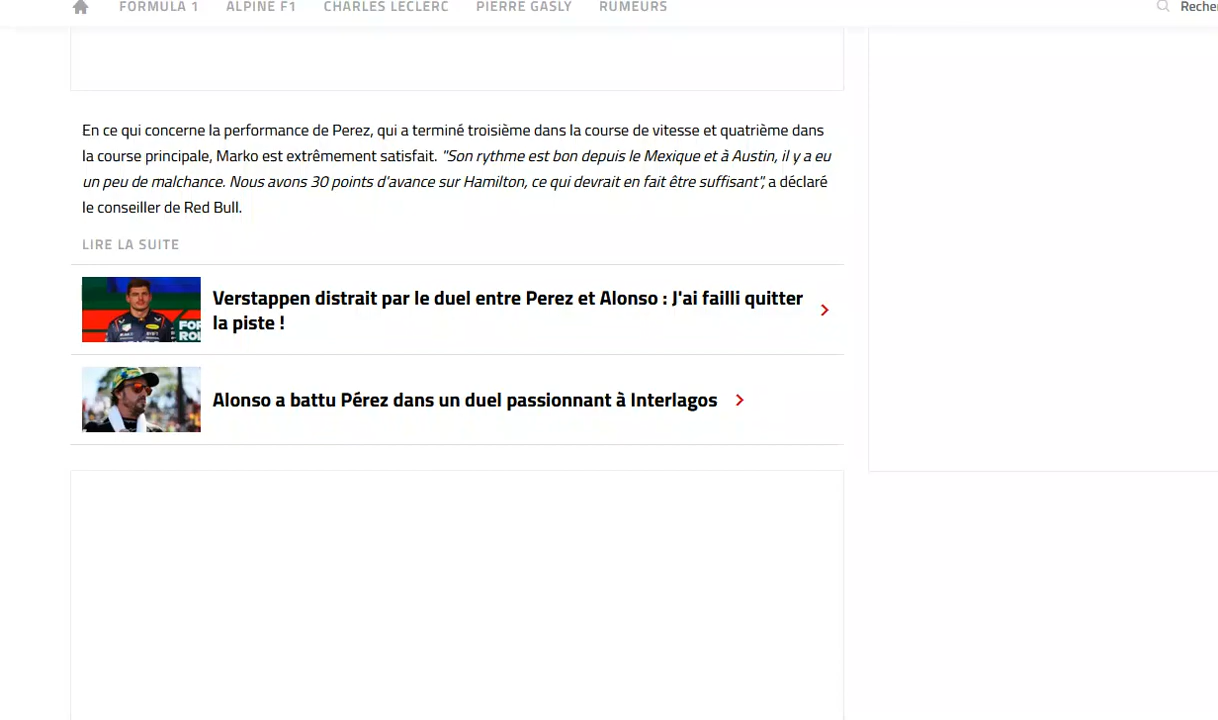 FORMULA 1 ALPINE F1 CHARLES LECLERC PIERRE GASLY RUMEURS Recher
En ce qui concerne la performance de Perez, qui a terminé troisième dans la course de vitesse et quatrième dans
la course principale, Marko est extrêmement satisfait. "Son rythme est bon depuis le Mexique et à Austin, il y a eu
un peu de malchance. Nous avons 30 points d'avance sur Hamilton, ce qui devrait en fait être suffisant", a déclaré
le conseiller de Red Bull.
LIRE LA SUITE
Verstappen distrait par le duel entre Perez et Alonso : J'ai failli quitter
la piste !
FOR
ROL
Alonso a battu Pérez dans un duel passionnant à Interlagos